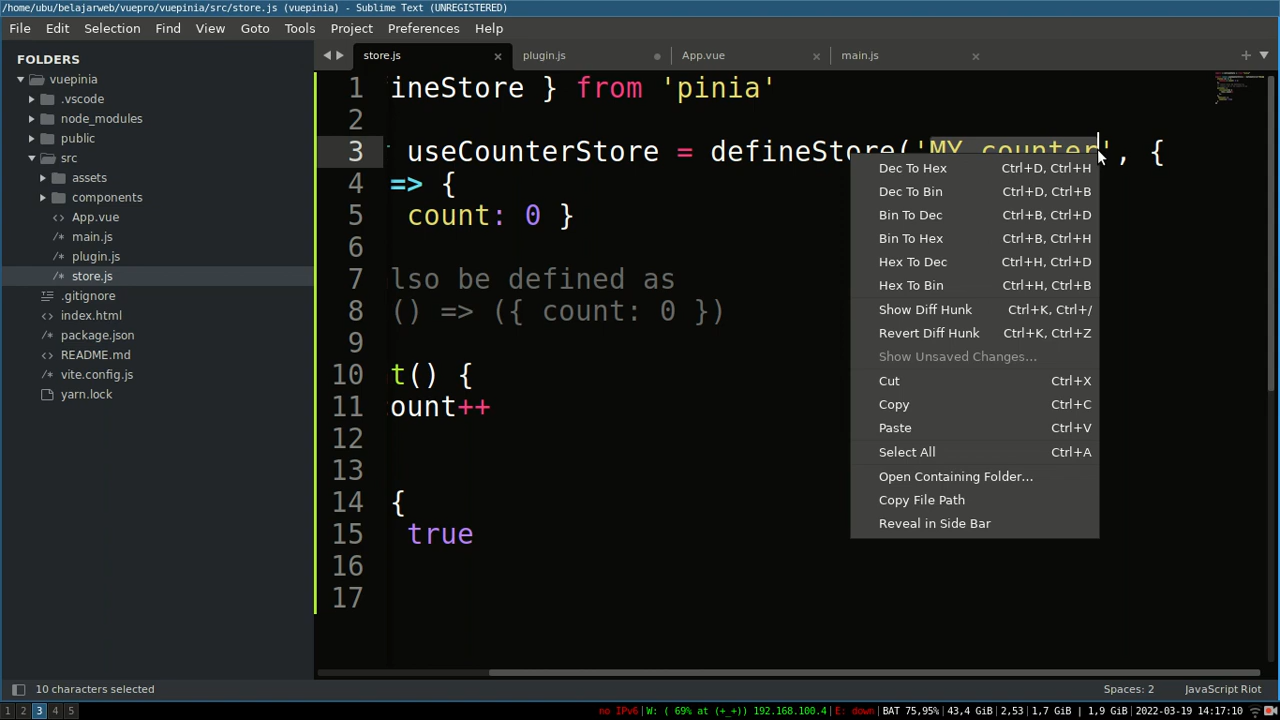 /home/ubu/belajarweb/vuepro/vuepinia/src/store.js (vuepinia) - Sublime Text (UNREGISTERED)
File Edit Selection Find View Goto Tools Project Preferences Help
FOLDERS
vuepinia
.vscode
node_modules
public
src
assets
components
App.vue
main.js
plugin.js
store.js
.gitignore
index.html
package.json
README.md
vite.config.js
yarn.lock
store.js plugin.js App.vue main.js
1 ineStore } from 'pinia'
2
3 useCounterStore = defineStore('MY_counter', {
4 => {
5 count: 0 }
6
7 lso be defined as
8 () => ({ count: 0 })
9
10 t() {
11 ount++
12
13
14 {
15 true
16
17
Dec To Hex Ctrl+D, Ctrl+H
Dec To Bin Ctrl+D, Ctrl+B
Bin To Dec Ctrl+B, Ctrl+D
Bin To Hex Ctrl+B, Ctrl+H
Hex To Dec Ctrl+H, Ctrl+D
Hex To Bin Ctrl+H, Ctrl+B
Show Diff Hunk Ctrl+K, Ctrl+/
Revert Diff Hunk Ctrl+K, Ctrl+Z
Show Unsaved Changes...
Cut Ctrl+X
Copy Ctrl+C
Paste Ctrl+V
Select All Ctrl+A
Open Containing Folder...
Copy File Path
Reveal in Side Bar
10 characters selected Spaces: 2 JavaScript Riot
1 2 3 4 5 no IPv6|W: ( 69% at (+_+)) 192.168.100.4|E: down|BAT 75,95%|43,4 GiB|2,53|1,7 GiB | 1,9 GiB|2022-03-19 14:17:10